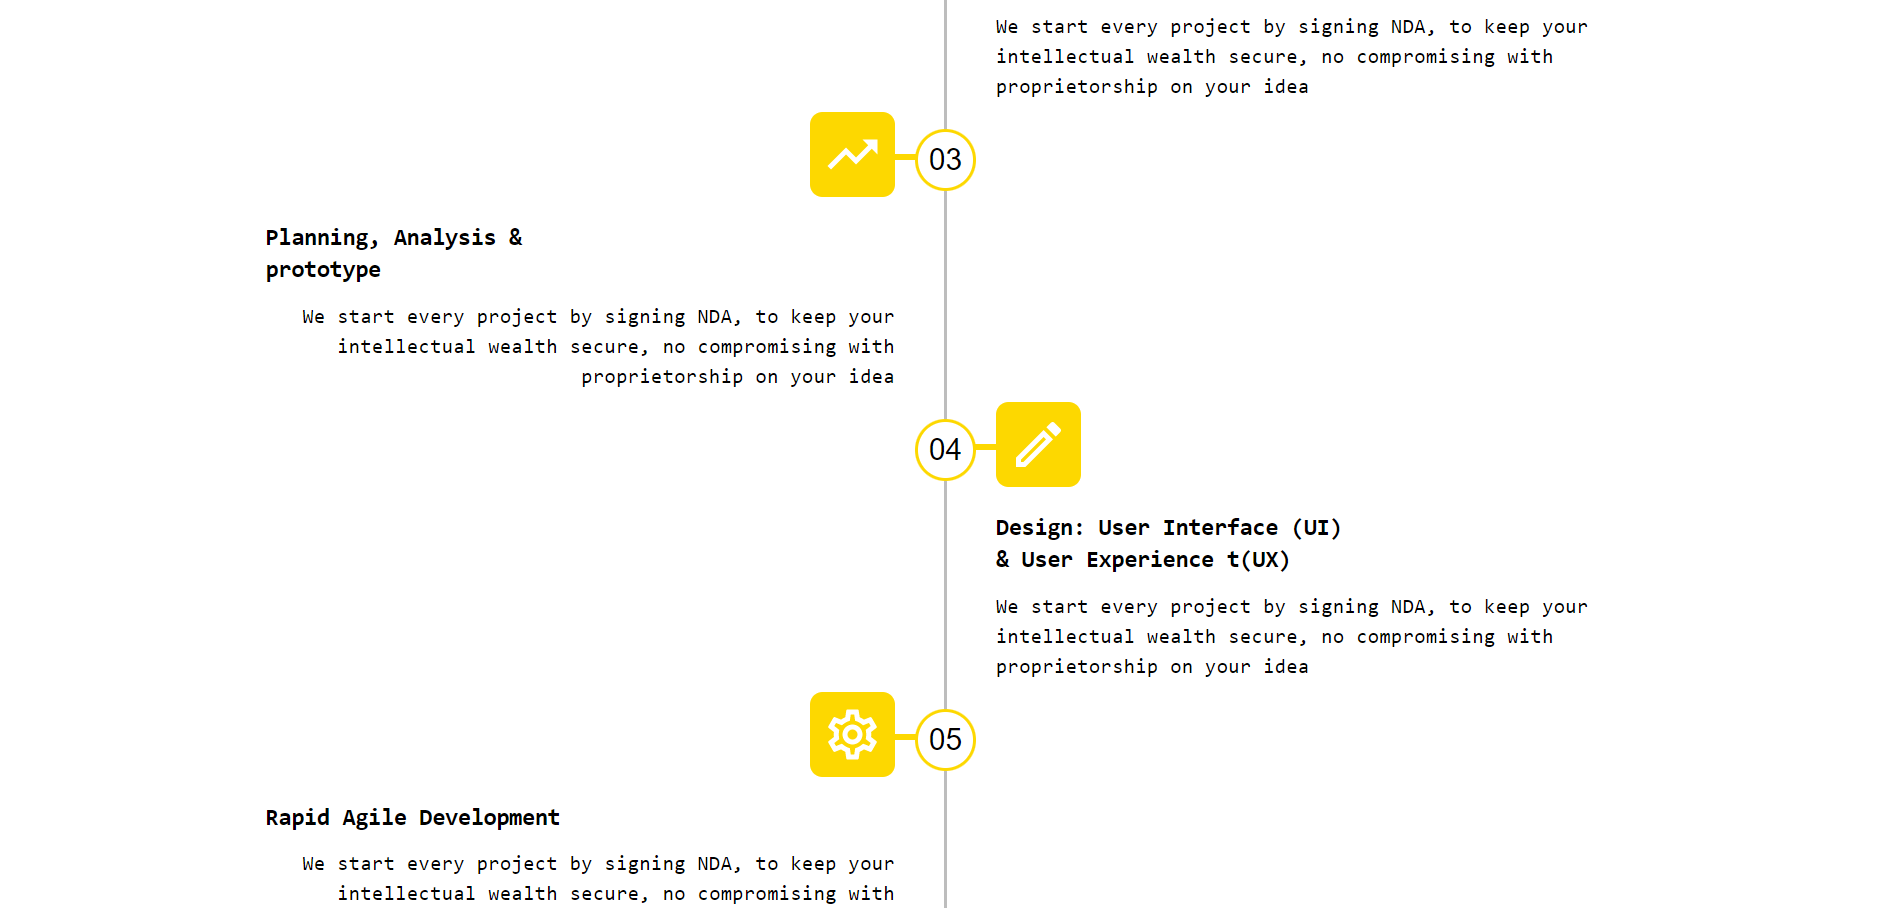 We start every project by signing NDA, to keep your
intellectual wealth secure, no compromising with
proprietorship on your idea
03
Planning, Analysis &
prototype
We start every project by signing NDA, to keep your
intellectual wealth secure, no compromising with
proprietorship on your idea
04
Design: User Interface (UI)
& User Experience t(UX)
We start every project by signing NDA, to keep your
intellectual wealth secure, no compromising with
proprietorship on your idea
05
Rapid Agile Development
We start every project by signing NDA, to keep your
intellectual wealth secure, no compromising with